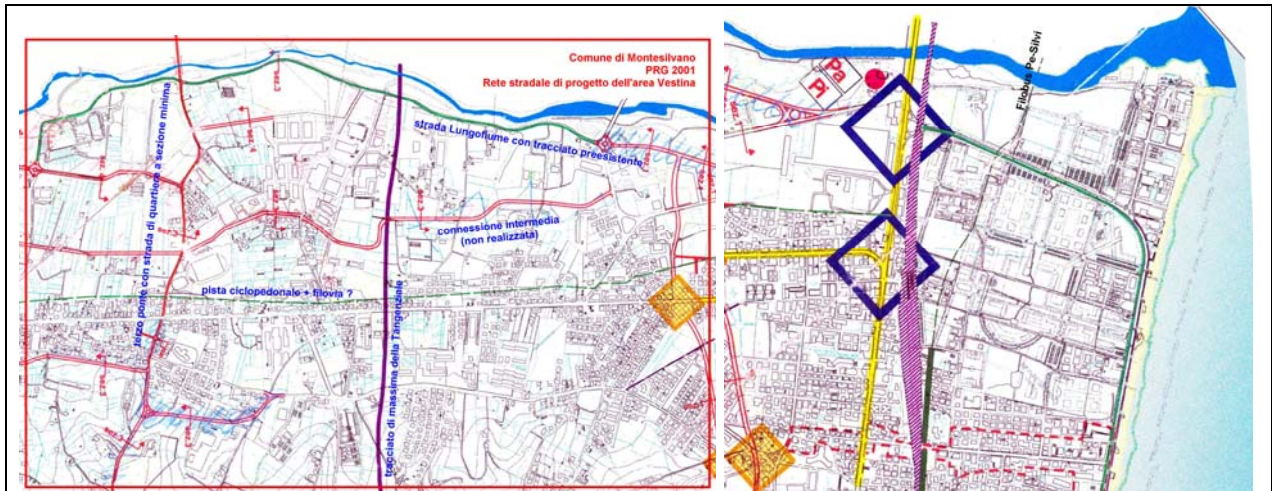 Comune di Montesilvano
PRG 2001
Rete stradale di progetto dell'area Vestina
terzo ponte con strada di quartiere a sezione minima
strada Lungofiume con tracciato preesistente
connessione intermedia
(non realizzata)
pista ciclopedonale + filovia ?
tracciato di massima della Tangenziale
Pa
Pi
Filobus Pe-Silvi